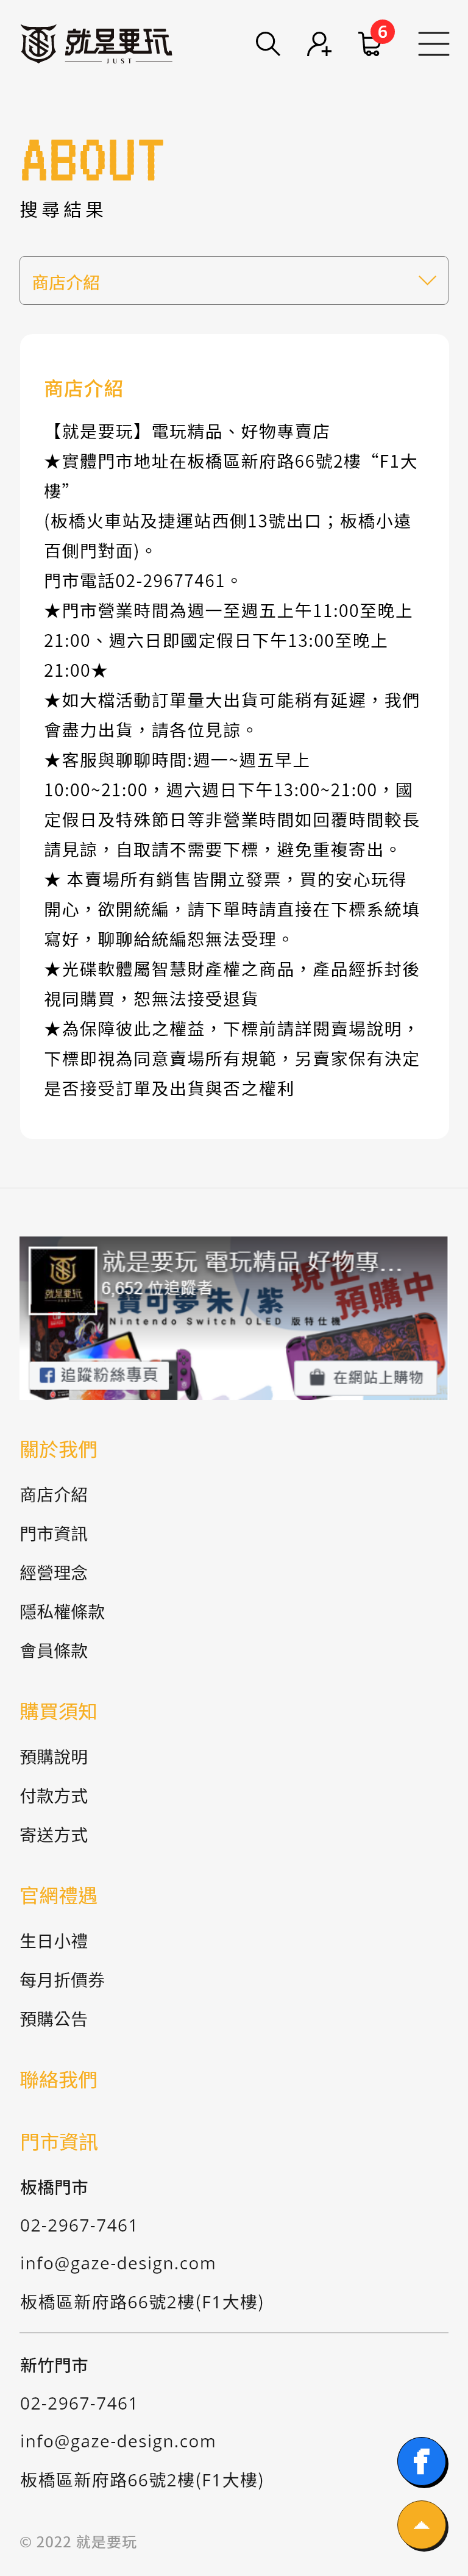 就是要玩
JUST
6
ABOUT
搜尋結果
商店介紹
商店介紹
【就是要玩】電玩精品、好物專賣店
★實體門市地址在板橋區新府路66號2樓“F1大
樓”
(板橋火車站及捷運站西側13號出口；板橋小遠
百側門對面)。
門市電話02-29677461。
★門市營業時間為週一至週五上午11:00至晚上
21:00、週六日即國定假日下午13:00至晚上
21:00★
★如大檔活動訂單量大出貨可能稍有延遲，我們
會盡力出貨，請各位見諒。
★客服與聊聊時間:週一~週五早上
10:00~21:00，週六週日下午13:00~21:00，國
定假日及特殊節日等非營業時間如回覆時間較長
請見諒，自取請不需要下標，避免重複寄出。
★ 本賣場所有銷售皆開立發票，買的安心玩得
開心，欲開統編，請下單時請直接在下標系統填
寫好，聊聊給統編恕無法受理。
★光碟軟體屬智慧財產權之商品，產品經拆封後
視同購買，恕無法接受退貨
★為保障彼此之權益，下標前請詳閱賣場說明，
下標即視為同意賣場所有規範，另賣家保有決定
是否接受訂單及出貨與否之權利
就是要玩 電玩精品 好物專...
6,652 位追蹤者
寶可夢朱/紫
現正預購中
Nintendo Switch OLED 版特仕機
追蹤粉絲專頁
在網站上購物
關於我們
商店介紹
門市資訊
經營理念
隱私權條款
會員條款
購買須知
預購說明
付款方式
寄送方式
官網禮遇
生日小禮
每月折價券
預購公告
聯絡我們
門市資訊
板橋門市
02-2967-7461
info@gaze-design.com
板橋區新府路66號2樓(F1大樓)
新竹門市
02-2967-7461
info@gaze-design.com
板橋區新府路66號2樓(F1大樓)
© 2022 就是要玩